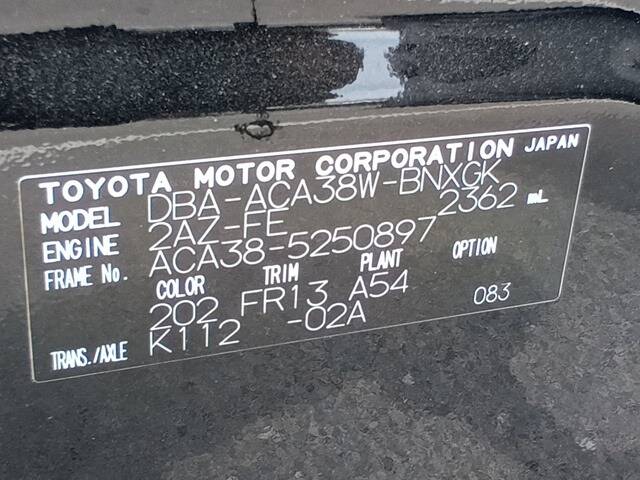 TOYOTA MOTOR CORPORATION JAPAN
MODEL DBA-ACA38W-BNXGK
ENGINE 2AZ-FE 2362 mL
FRAME No. ACA38-5250897
COLOR TRIM PLANT OPTION
202 FR13 A54 083
TRANS./AXLE K112 -02A